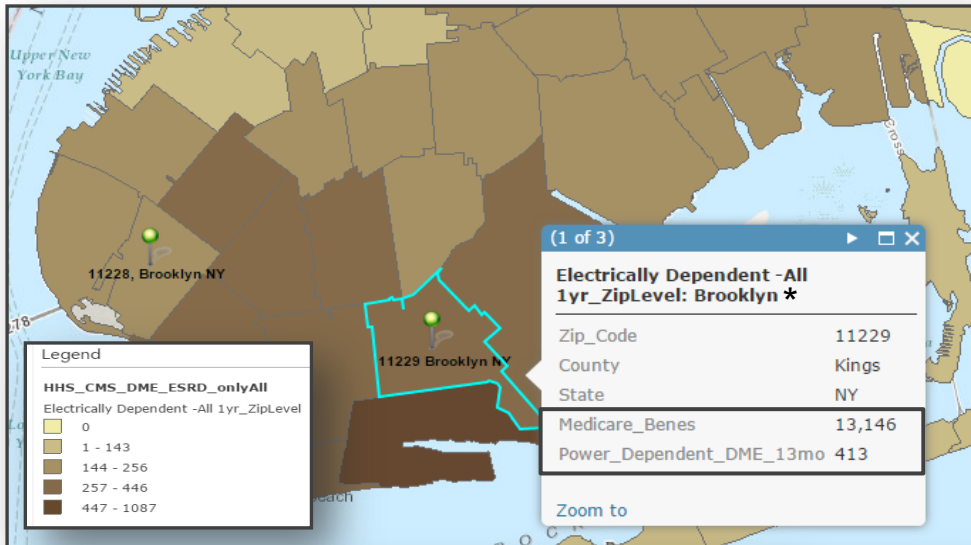 Upper New
York Bay
Cross
11228, Brooklyn NY
278
11229 Brooklyn NY
(1 of 3)
Electrically Dependent -All
1yr_ZipLevel: Brooklyn *
Zip_Code 11229
County Kings
State NY
Medicare_Benes 13,146
Power_Dependent_DME_13mo 413
Zoom to
Legend
HHS_CMS_DME_ESRD_onlyAll
Electrically Dependent -All 1yr_ZipLevel
0
1 - 143
144 - 256
257 - 446
447 - 1087
each
R O C